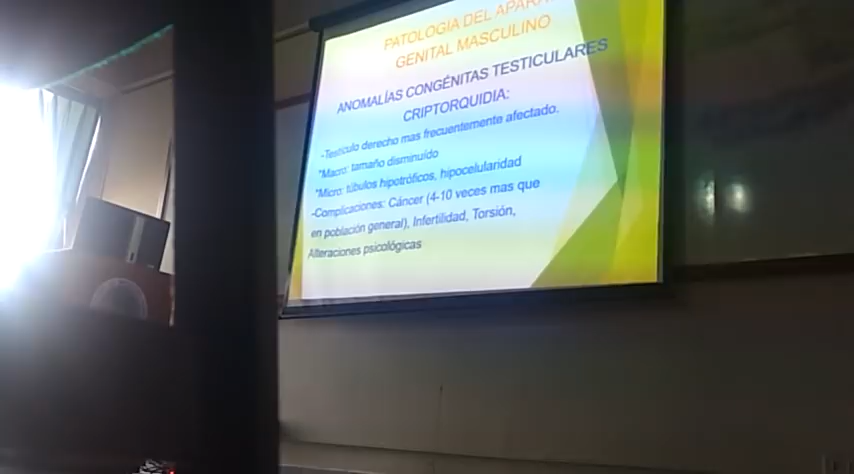 PATOLOGIA DEL APARA
GENITAL MASCULINO
ANOMALÍAS CONGÉNITAS TESTICULARES
CRIPTORQUIDIA:
-Testículo derecho mas frecuentemente afectado.
*Macro: tamaño disminuído
*Micro: túbulos hipotróficos, hipocelularidad
-Complicaciones: Cáncer (4-10 veces mas que
en población general), Infertilidad, Torsión,
Alteraciones psicológicas